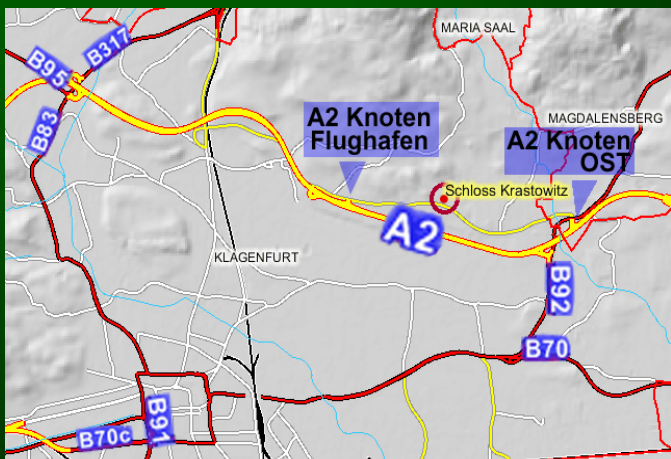 MARIA SAAL
B317
B95
A2 Knoten
Flughafen
MAGDALENSBERG
A2 Knoten
OST
B83
Schloss Krastowitz
A2
KLAGENFURT
B92
B70
B91
B70c